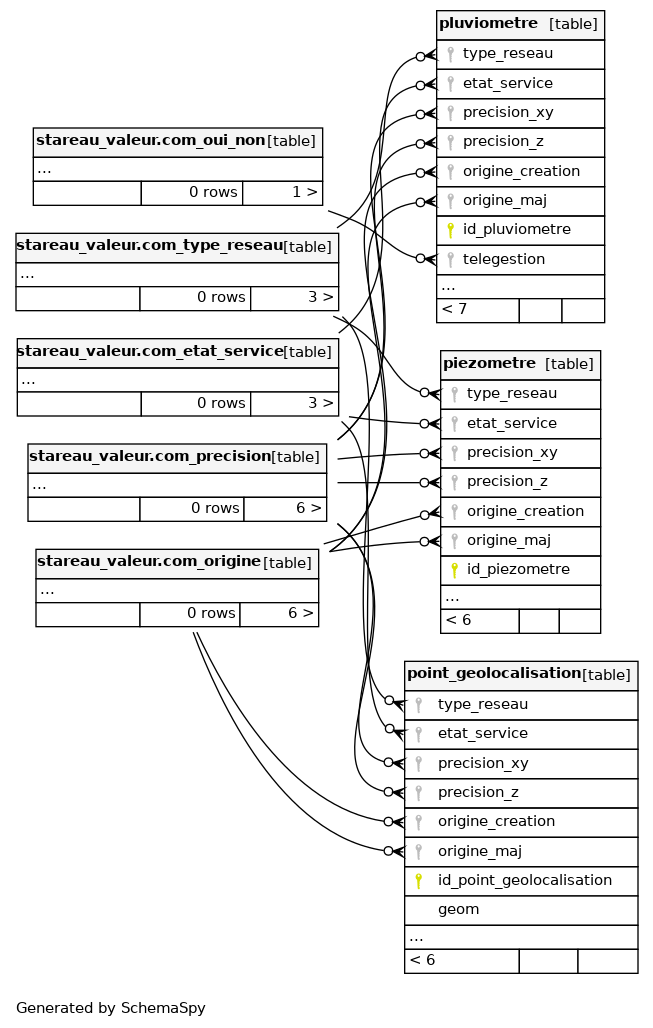 stareau_valeur.com_oui_non [table]
...
0 rows 1 >
stareau_valeur.com_type_reseau [table]
...
0 rows 3 >
stareau_valeur.com_etat_service [table]
...
0 rows 3 >
stareau_valeur.com_precision [table]
...
0 rows 6 >
stareau_valeur.com_origine [table]
...
0 rows 6 >
pluviometre [table]
type_reseau
etat_service
precision_xy
precision_z
origine_creation
origine_maj
id_pluviometre
telegestion
...
< 7
piezometre [table]
type_reseau
etat_service
precision_xy
precision_z
origine_creation
origine_maj
id_piezometre
...
< 6
point_geolocalisation [table]
type_reseau
etat_service
precision_xy
precision_z
origine_creation
origine_maj
id_point_geolocalisation
geom
...
< 6
Generated by SchemaSpy